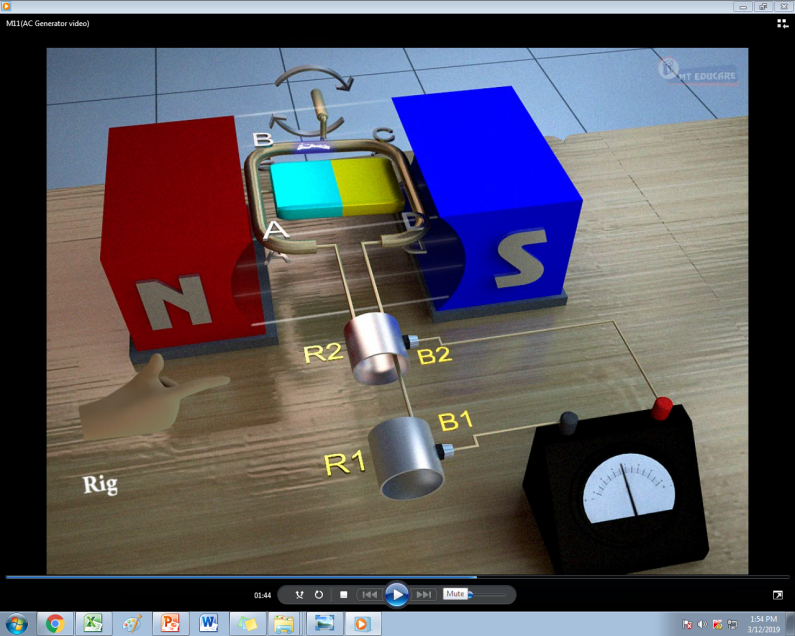 M11(AC Generator video)
MT EDUCARE
B
C
A
D
N
S
R2
B2
B1
R1
Rig
01:44
Mute
1:54 PM
3/12/2019